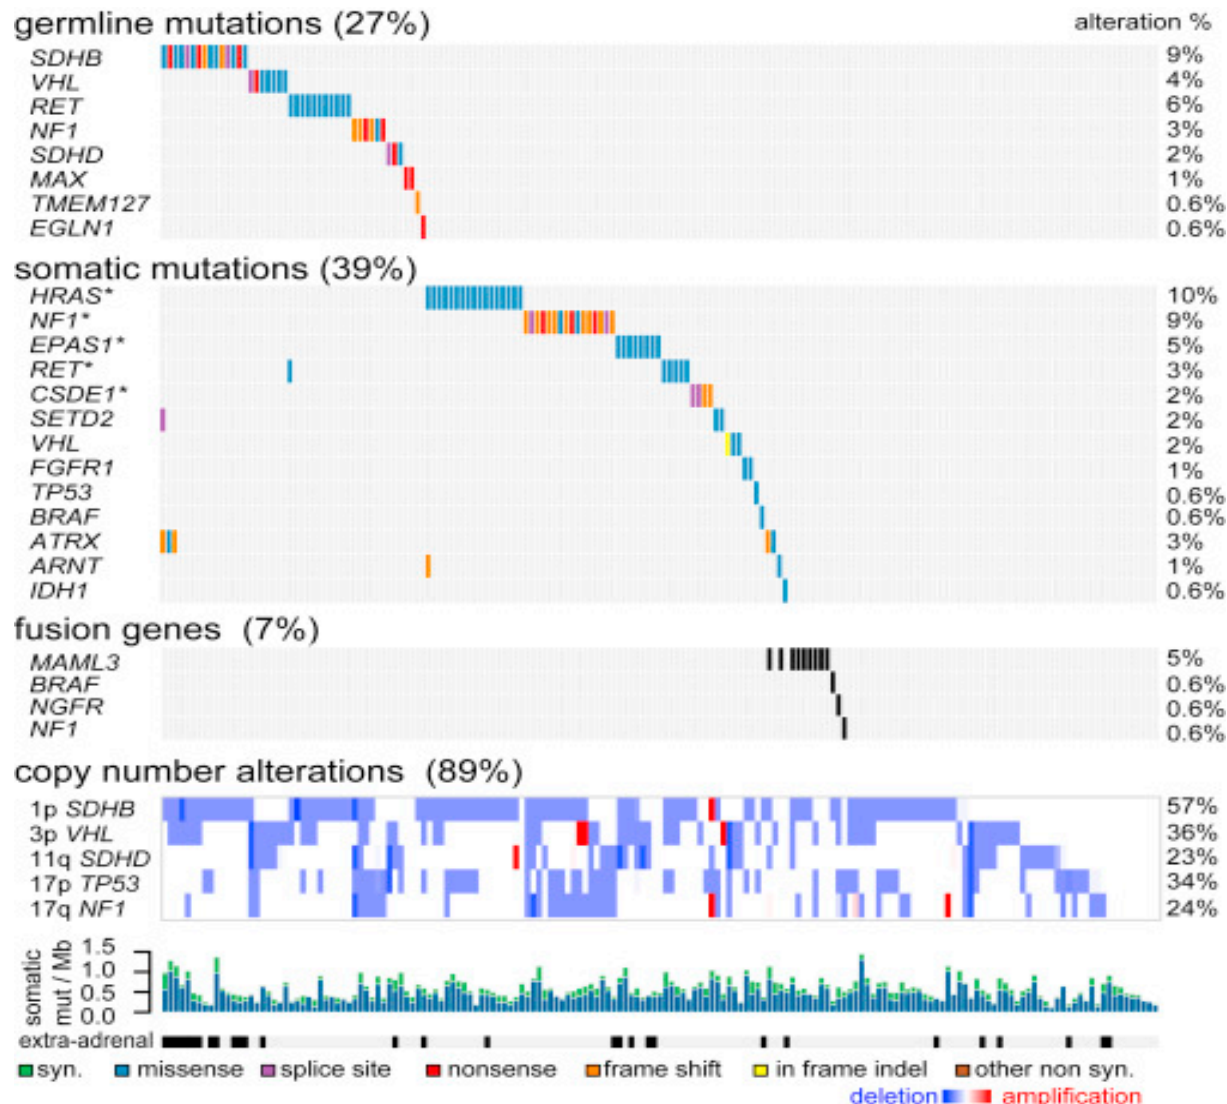 germline mutations (27%) alteration %
SDHB 9%
VHL 4%
RET 6%
NF1 3%
SDHD 2%
MAX 1%
TMEM127 0.6%
EGLN1 0.6%
somatic mutations (39%)
HRAS* 10%
NF1* 9%
EPAS1* 5%
RET* 3%
CSDE1* 2%
SETD2 2%
VHL 2%
FGFR1 1%
TP53 0.6%
BRAF 0.6%
ATRX 3%
ARNT 1%
IDH1 0.6%
fusion genes (7%)
MAML3 5%
BRAF 0.6%
NGFR 0.6%
NF1 0.6%
copy number alterations (89%)
1p SDHB 57%
3p VHL 36%
11q SDHD 23%
17p TP53 34%
17q NF1 24%
somatic
mut / Mb
1.5
1.0
0.5
0.0
extra-adrenal
syn. missense splice site nonsense frame shift in frame indel other non syn.
deletion amplification